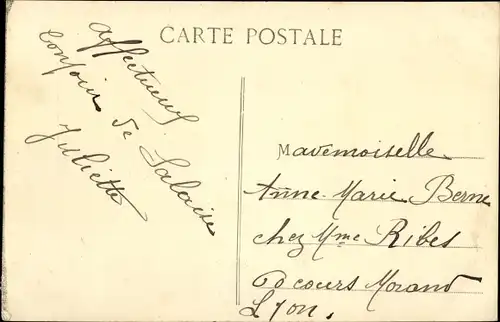 CARTE POSTALE
Affectueux
bonjour
de Salaise
Juliette
Mademoiselle
Anne-Marie Berne
chez Mme Ribes
cours Morand
Lyon.